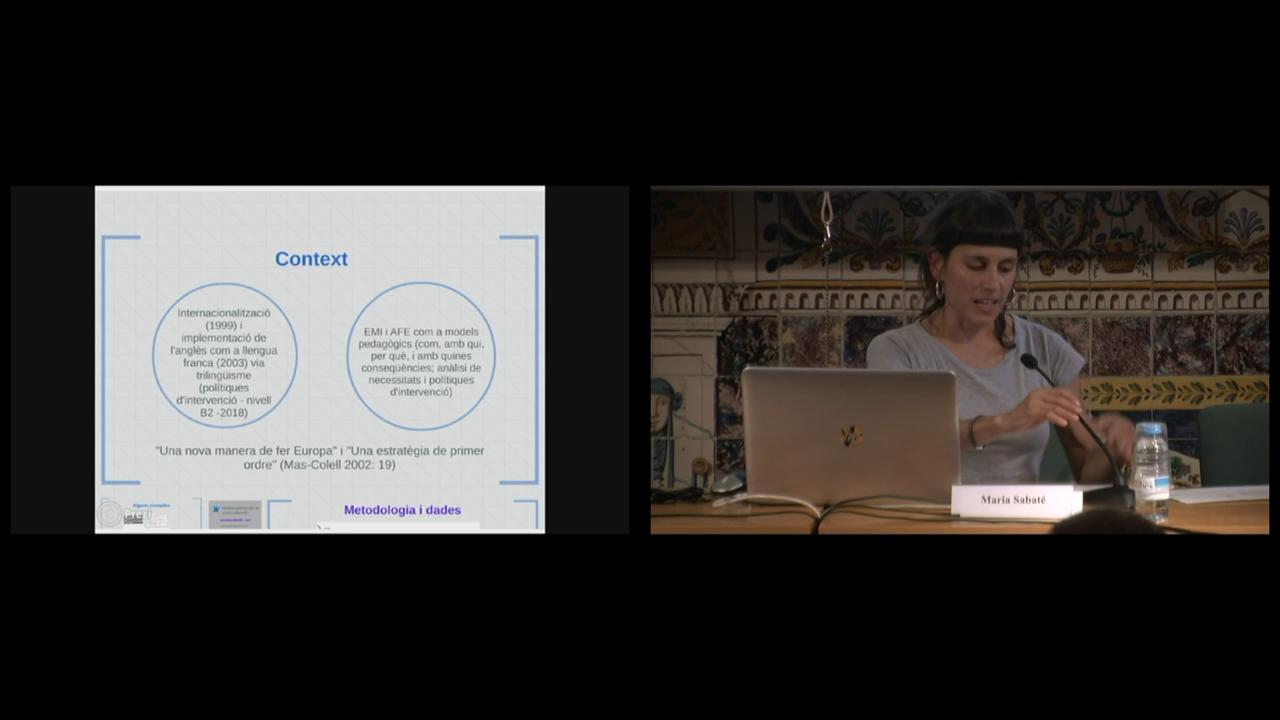 Context
Internacionalització
(1999) i
implementació de
l'anglès com a llengua
franca (2003) via
trilingüisme
(polítiques
d'intervenció - nivell
B2 -2018)
EMI i AFE com a models
pedagògics (com, amb qui,
per què, i amb quines
conseqüències; anàlisi de
necessitats i polítiques
d'intervenció)
"Una nova manera de fer Europa" i "Una estratègia de primer
ordre" (Mas-Colell 2002: 19)
Metodologia i dades
Prezi
Maria Sabaté